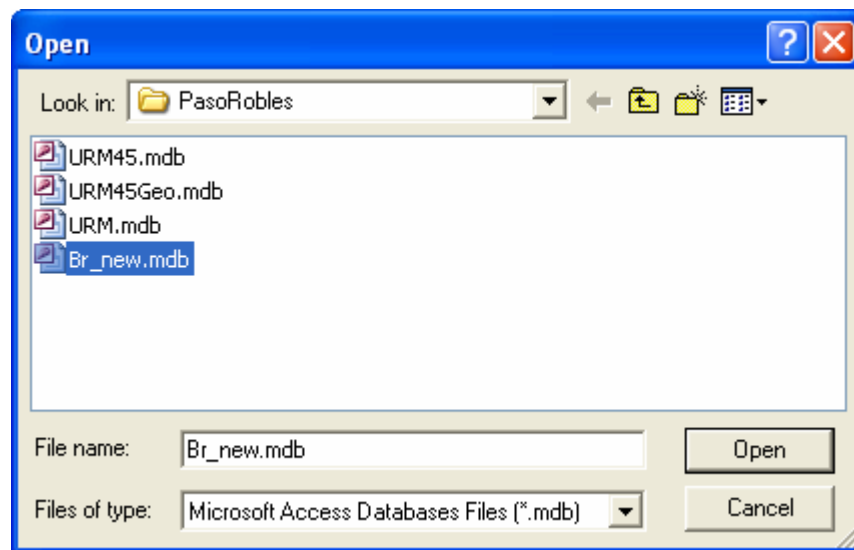 Open
Look in: PasoRobles
URM45.mdb
URM45Geo.mdb
URM.mdb
Br_new.mdb
File name: Br_new.mdb Open
Files of type: Microsoft Access Databases Files (*.mdb) Cancel